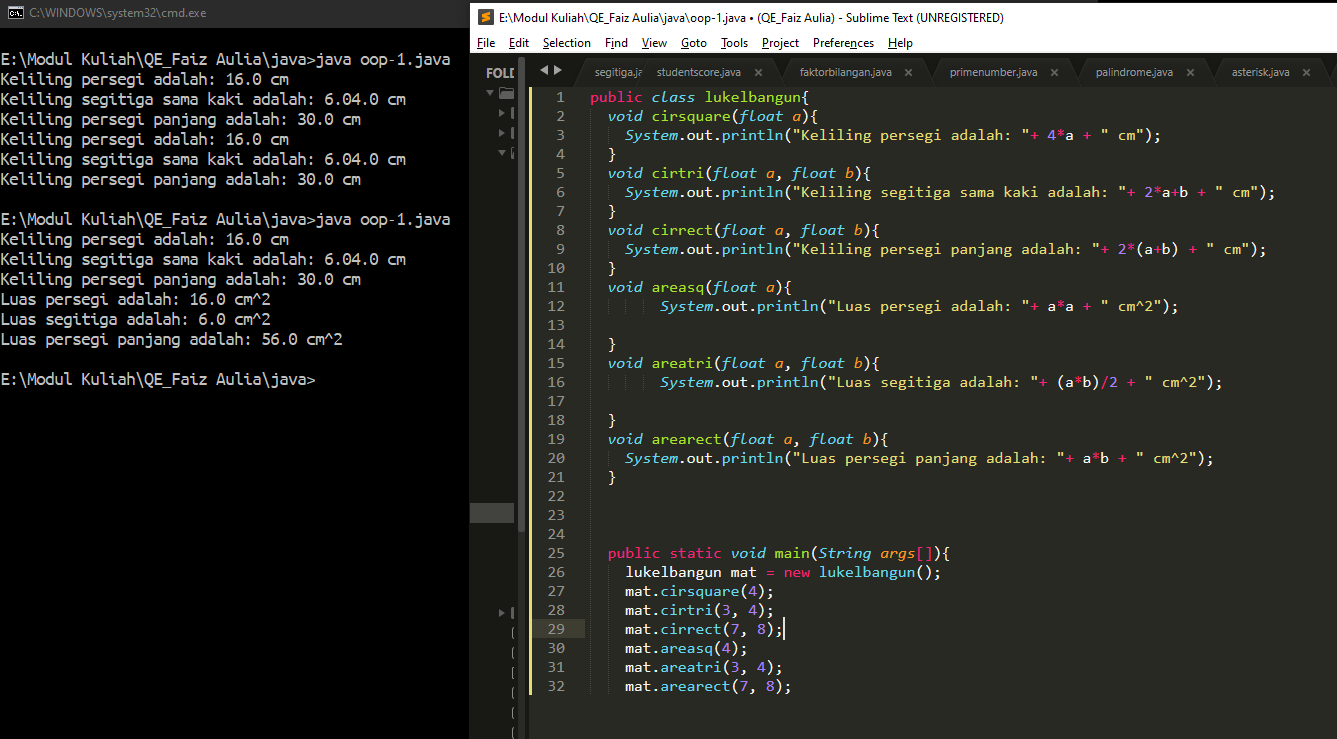 C:\WINDOWS\system32\cmd.exe
E:\Modul Kuliah\QE_Faiz Aulia\java>java oop-1.java
Keliling persegi adalah: 16.0 cm
Keliling segitiga sama kaki adalah: 6.04.0 cm
Keliling persegi panjang adalah: 30.0 cm
Keliling persegi adalah: 16.0 cm
Keliling segitiga sama kaki adalah: 6.04.0 cm
Keliling persegi panjang adalah: 30.0 cm
E:\Modul Kuliah\QE_Faiz Aulia\java>java oop-1.java
Keliling persegi adalah: 16.0 cm
Keliling segitiga sama kaki adalah: 6.04.0 cm
Keliling persegi panjang adalah: 30.0 cm
Luas persegi adalah: 16.0 cm^2
Luas segitiga adalah: 6.0 cm^2
Luas persegi panjang adalah: 56.0 cm^2
E:\Modul Kuliah\QE_Faiz Aulia\java>
E:\Modul Kuliah\QE_Faiz Aulia\java\oop-1.java • (QE_Faiz Aulia) - Sublime Text (UNREGISTERED)
File Edit Selection Find View Goto Tools Project Preferences Help
FOLD
segitiga.ja studentscore.java × faktorbilangan.java × primenumber.java × palindrome.java × asterisk.java ×
1 public class lukelbangun{
2 void cirsquare(float a){
3 System.out.println("Keliling persegi adalah: "+ 4*a + " cm");
4 }
5 void cirtri(float a, float b){
6 System.out.println("Keliling segitiga sama kaki adalah: "+ 2*a+b + " cm");
7 }
8 void cirrect(float a, float b){
9 System.out.println("Keliling persegi panjang adalah: "+ 2*(a+b) + " cm");
10 }
11 void areasq(float a){
12 System.out.println("Luas persegi adalah: "+ a*a + " cm^2");
13
14 }
15 void areatri(float a, float b){
16 System.out.println("Luas segitiga adalah: "+ (a*b)/2 + " cm^2");
17
18 }
19 void arearect(float a, float b){
20 System.out.println("Luas persegi panjang adalah: "+ a*b + " cm^2");
21 }
22
23
24
25 public static void main(String args[]){
26 lukelbangun mat = new lukelbangun();
27 mat.cirsquare(4);
28 mat.cirtri(3, 4);
29 mat.cirrect(7, 8);
30 mat.areasq(4);
31 mat.areatri(3, 4);
32 mat.arearect(7, 8);